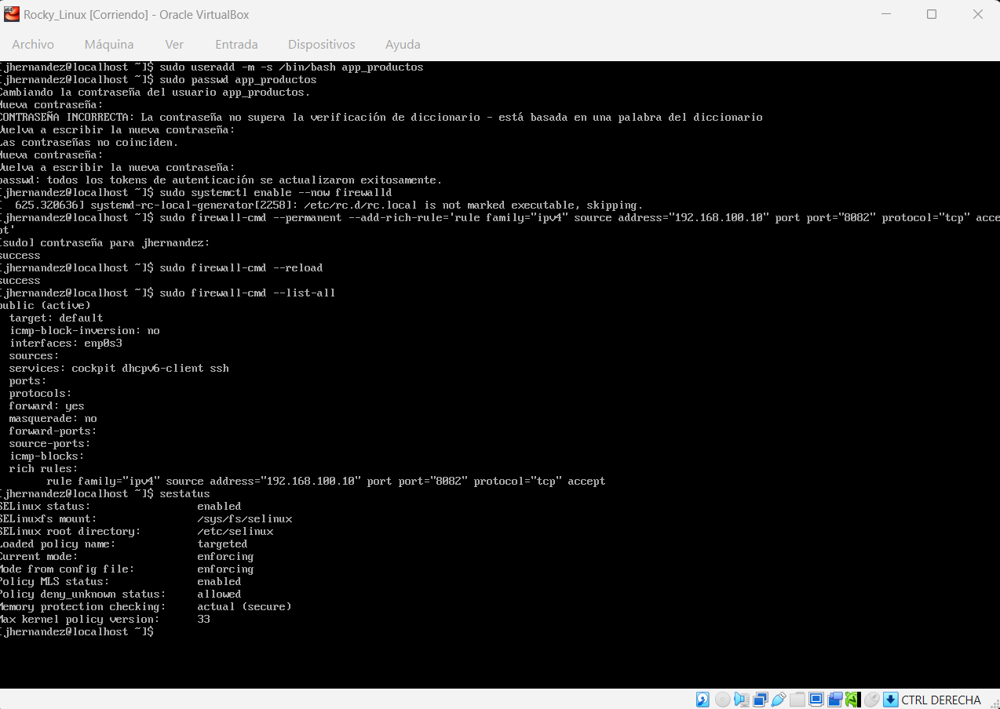 Rocky_Linux [Corriendo] - Oracle VirtualBox
Archivo Máquina Ver Entrada Dispositivos Ayuda
[jhernandez@localhost ~]$ sudo useradd -m -s /bin/bash app_productos
[jhernandez@localhost ~]$ sudo passwd app_productos
Cambiando la contraseña del usuario app_productos.
Nueva contraseña:
CONTRASEÑA INCORRECTA: La contraseña no supera la verificación de diccionario - está basada en una palabra del diccionario
Vuelva a escribir la nueva contraseña:
Las contraseñas no coinciden.
Nueva contraseña:
Vuelva a escribir la nueva contraseña:
passwd: todos los tokens de autenticación se actualizaron exitosamente.
[jhernandez@localhost ~]$ sudo systemctl enable --now firewalld
[  625.320636] systemd-rc-local-generator[2258]: /etc/rc.d/rc.local is not marked executable, skipping.
[jhernandez@localhost ~]$ sudo firewall-cmd --permanent --add-rich-rule='rule family="ipv4" source address="192.168.100.10" port port="8082" protocol="tcp" acce
pt'
[sudo] contraseña para jhernandez:
success
[jhernandez@localhost ~]$ sudo firewall-cmd --reload
success
[jhernandez@localhost ~]$ sudo firewall-cmd --list-all
public (active)
  target: default
  icmp-block-inversion: no
  interfaces: enp0s3
  sources:
  services: cockpit dhcpv6-client ssh
  ports:
  protocols:
  forward: yes
  masquerade: no
  forward-ports:
  source-ports:
  icmp-blocks:
  rich rules:
        rule family="ipv4" source address="192.168.100.10" port port="8082" protocol="tcp" accept
[jhernandez@localhost ~]$ sestatus
SELinux status:                 enabled
SELinuxfs mount:                /sys/fs/selinux
SELinux root directory:         /etc/selinux
Loaded policy name:             targeted
Current mode:                   enforcing
Mode from config file:          enforcing
Policy MLS status:              enabled
Policy deny_unknown status:     allowed
Memory protection checking:     actual (secure)
Max kernel policy version:      33
[jhernandez@localhost ~]$
CTRL DERECHA